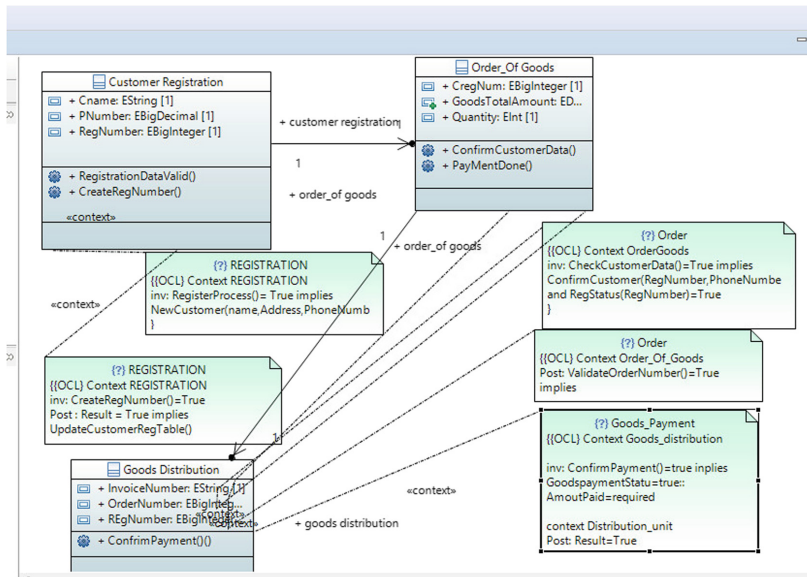 Customer Registration
+ Cname: EString [1]
+ PNumber: EBigDecimal [1]
+ RegNumber: EBigInteger [1]
+ RegistrationDataValid()
+ CreateRegNumber()
«context»
+ customer registration
1
+ order_of goods
Order_Of Goods
+ CregNum: EBigInteger [1]
+ GoodsTotalAmount: ED...
+ Quantity: EInt [1]
+ ConfirmCustomerData()
+ PayMentDone()
1
+ order_of goods
{?} REGISTRATION
{{OCL} Context REGISTRATION
inv: RegisterProcess()= True implies
NewCustomer(name,Address,PhoneNumb
}
{?} Order
{{OCL} Context OrderGoods
inv: CheckCustomerData()=True implies
ConfirmCustomer(RegNumber,PhoneNumbe
and RegStatus(RegNumber)=True
}
«context»
{?} REGISTRATION
{{OCL} Context REGISTRATION
inv: CreateRegNumber()=True
Post : Result = True implies
UpdateCustomerRegTable()
{?} Order
{{OCL} Context Order_Of_Goods
Post: ValidateOrderNumber()=True
implies
{?} Goods_Payment
{{OCL} Context Goods_distribution
inv: ConfirmPayment()=true inplies
GoodspaymentStatu=true::
AmoutPaid=required
context Distribution_unit
Post: Result=True
1
Goods Distribution
+ InvoiceNumber: EString [1]
+ OrderNumber: EBigInteg...
+ REgNumber: EBigInteg
+ ConfrimPayment()()
«context»
«context»
«context»
+ goods distribution